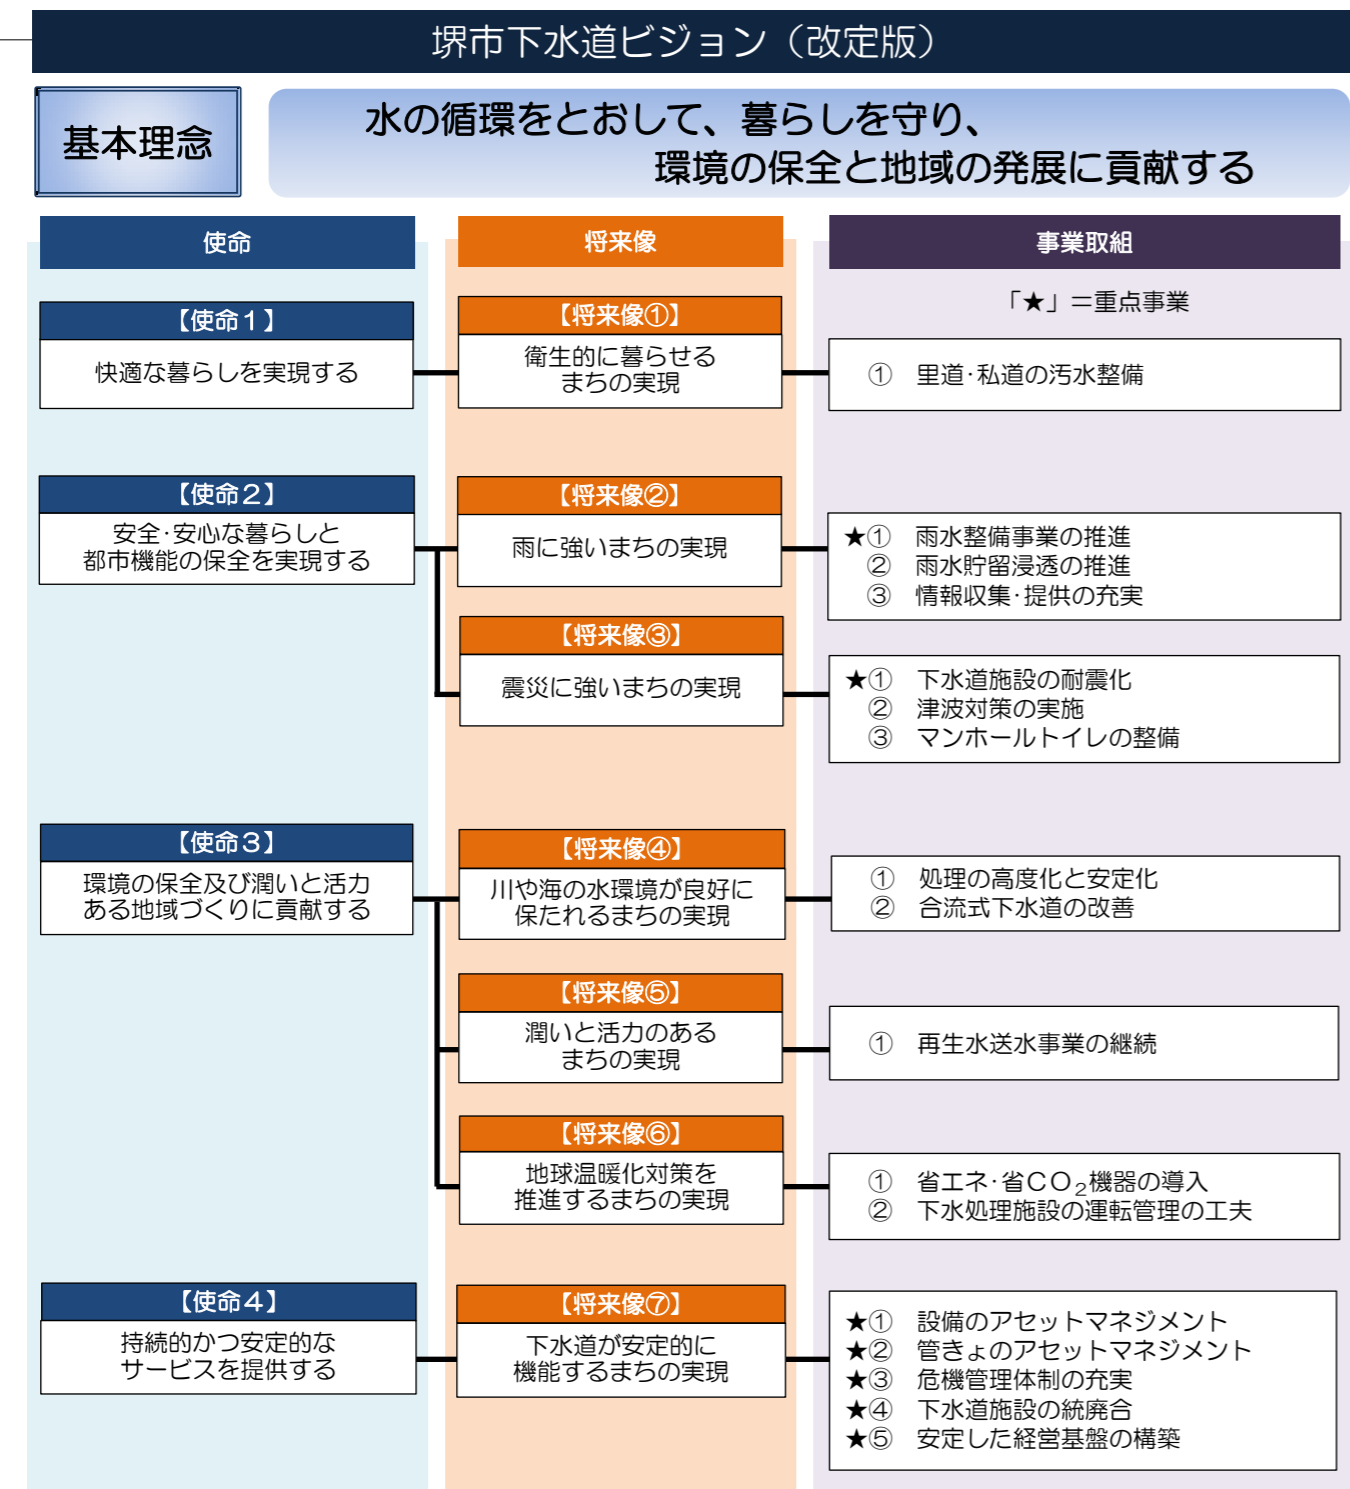 堺市下水道ビジョン（改定版）
基本理念
水の循環をとおして、暮らしを守り、
環境の保全と地域の発展に貢献する
使命
将来像
事業取組
「★」＝重点事業
【使命１】
快適な暮らしを実現する
【将来像①】
衛生的に暮らせる
まちの実現
① 里道･私道の汚水整備
【使命２】
安全･安心な暮らしと
都市機能の保全を実現する
【将来像②】
雨に強いまちの実現
★① 雨水整備事業の推進
② 雨水貯留浸透の推進
③ 情報収集･提供の充実
【将来像③】
震災に強いまちの実現
★① 下水道施設の耐震化
② 津波対策の実施
③ マンホールトイレの整備
【使命３】
環境の保全及び潤いと活力
ある地域づくりに貢献する
【将来像④】
川や海の水環境が良好に
保たれるまちの実現
① 処理の高度化と安定化
② 合流式下水道の改善
【将来像⑤】
潤いと活力のある
まちの実現
① 再生水送水事業の継続
【将来像⑥】
地球温暖化対策を
推進するまちの実現
① 省エネ･省ＣＯ₂機器の導入
② 下水処理施設の運転管理の工夫
【使命４】
持続的かつ安定的な
サービスを提供する
【将来像⑦】
下水道が安定的に
機能するまちの実現
★① 設備のアセットマネジメント
★② 管きょのアセットマネジメント
★③ 危機管理体制の充実
★④ 下水道施設の統廃合
★⑤ 安定した経営基盤の構築